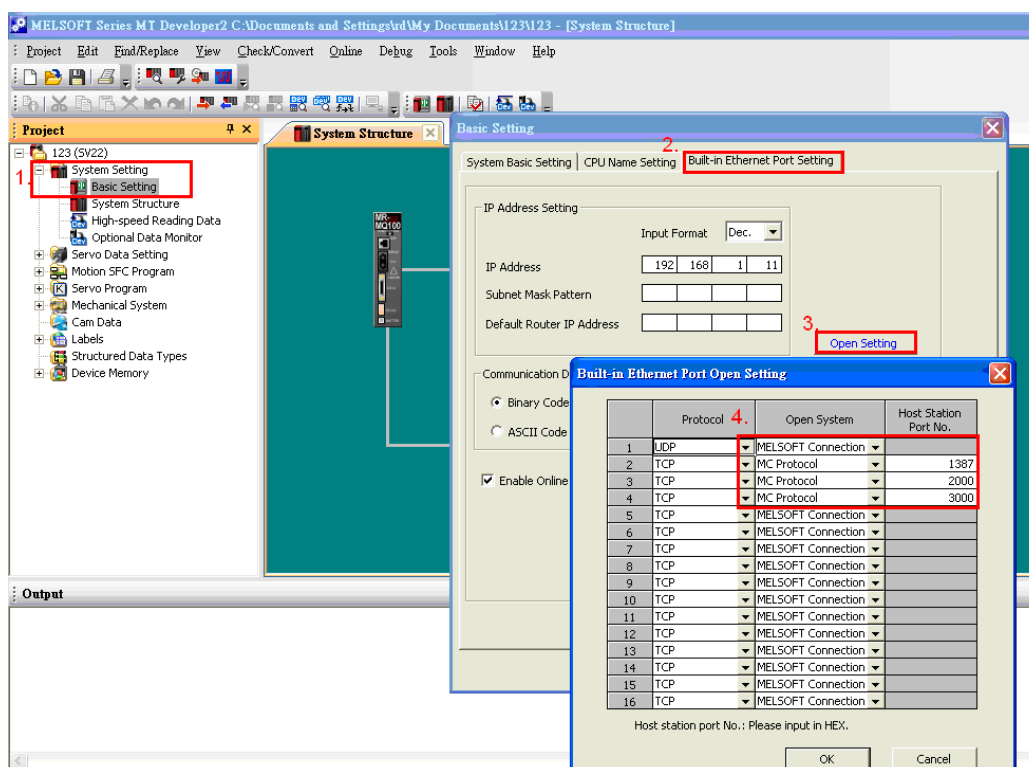 MELSOFT Series MT Developer2 C:\Documents and Settings\rd\My Documents\123\123 - [System Structure]
Project Edit Find/Replace View Check/Convert Online Debug Tools Window Help
Project
System Structure
1.
123 (SV22)
System Setting
Basic Setting
System Structure
High-speed Reading Data
Optional Data Monitor
Servo Data Setting
Motion SFC Program
Servo Program
Mechanical System
Cam Data
Labels
Structured Data Types
Device Memory
MR-
MQ100
Basic Setting
2.
System Basic Setting CPU Name Setting Built-in Ethernet Port Setting
IP Address Setting
Input Format Dec.
IP Address 192 168 1 11
Subnet Mask Pattern
Default Router IP Address
3.
Open Setting
Communication D
Binary Code
ASCII Code
Enable Online
Built-in Ethernet Port Open Setting
Protocol 4. Open System Host Station Port No.
1 UDP MELSOFT Connection
2 TCP MC Protocol 1387
3 TCP MC Protocol 2000
4 TCP MC Protocol 3000
5 TCP MELSOFT Connection
6 TCP MELSOFT Connection
7 TCP MELSOFT Connection
8 TCP MELSOFT Connection
9 TCP MELSOFT Connection
10 TCP MELSOFT Connection
11 TCP MELSOFT Connection
12 TCP MELSOFT Connection
13 TCP MELSOFT Connection
14 TCP MELSOFT Connection
15 TCP MELSOFT Connection
16 TCP MELSOFT Connection
Host station port No.: Please input in HEX.
OK Cancel
Output